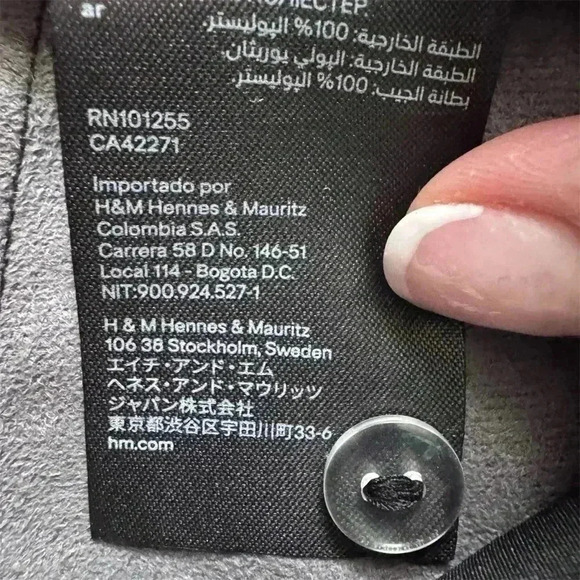 ПОЛІЕСТЕР.
ar
الطبقة الخارجية: 100% البوليستر.
الطبقة الخارجية: البولي يوريثان.
بطانة الجيب: 100% البوليستر.
RN101255
CA42271
Importado por
H&M Hennes & Mauritz
Colombia S.A.S.
Carrera 58 D No. 146-51
Local 114 - Bogota D.C.
NIT:900.924.527-1
H & M Hennes & Mauritz
106 38 Stockholm, Sweden
エイチ・アンド・エム
ヘネス・アンド・マウリッツ
ジャパン株式会社
東京都渋谷区宇田川町33-6
hm.com